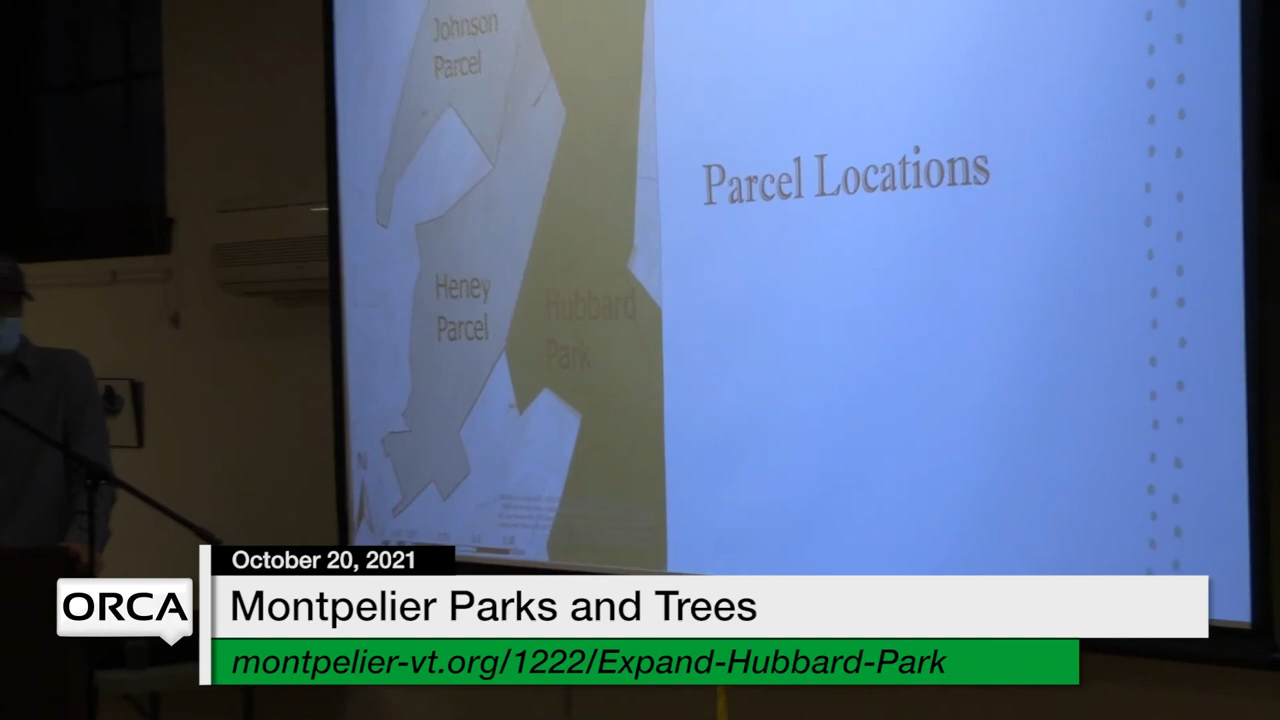 Johnson
Parcel
Parcel Locations
Heney
Parcel
Hubbard
Park
N
October 20, 2021
ORCA
Montpelier Parks and Trees
montpelier-vt.org/1222/Expand-Hubbard-Park